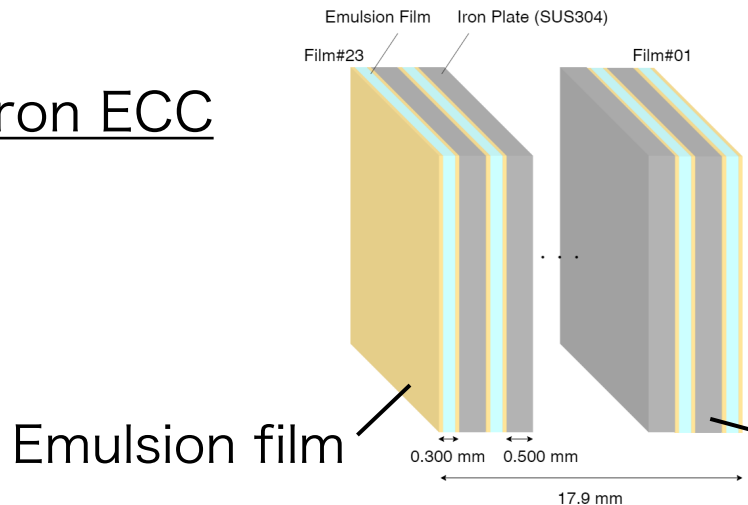 Emulsion Film Iron Plate (SUS304)
Film#23 Film#01
ron ECC
. . .
Emulsion film
0.300 mm 0.500 mm
17.9 mm